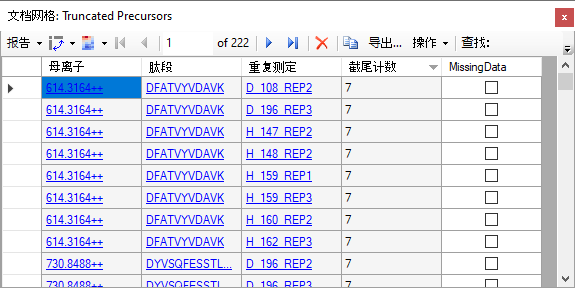 文档网格: Truncated Precursors
报告 1 of 222 导出... 操作 查找:
母离子 肽段 重复测定 截尾计数 MissingData
614.3164++ DFATVYVDAVK D_108_REP2 7
614.3164++ DFATVYVDAVK D_196_REP3 7
614.3164++ DFATVYVDAVK H_147_REP2 7
614.3164++ DFATVYVDAVK H_148_REP2 7
614.3164++ DFATVYVDAVK H_159_REP1 7
614.3164++ DFATVYVDAVK H_159_REP3 7
614.3164++ DFATVYVDAVK H_160_REP2 7
614.3164++ DFATVYVDAVK H_162_REP3 7
730.8488++ DYVSQFESSTL... D_196_REP2 7
730.8488++ DYVSQFESSTL... D_196_REP3 7